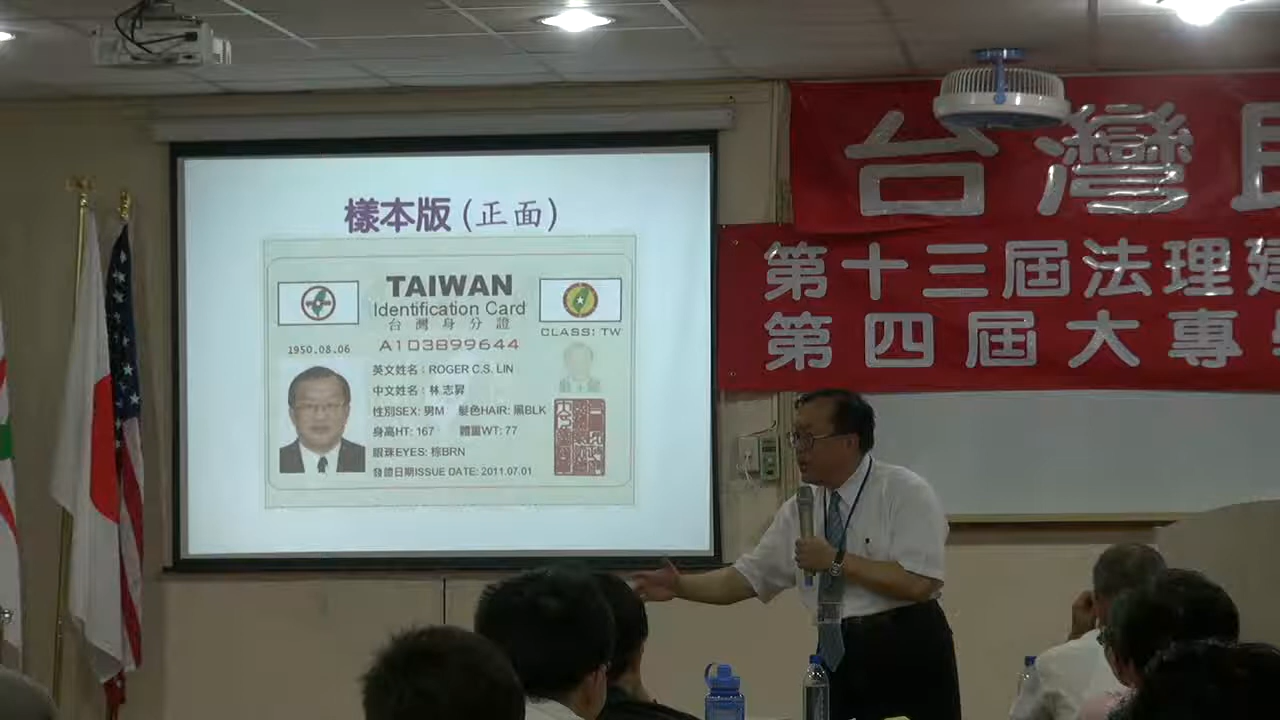 樣本版 (正面)
TAIWAN
Identification Card
台灣身分證
CLASS: TW
1950.08.06
A1D3899644
英文姓名: ROGER C.S. LIN
中文姓名: 林 志昇
性別SEX: 男M 髮色HAIR: 黑BLK
身高HT: 167 體重WT: 77
眼珠EYES: 棕BRN
發證日期ISSUE DATE: 2011.07.01
台灣
第十三屆法理建
第四屆大專